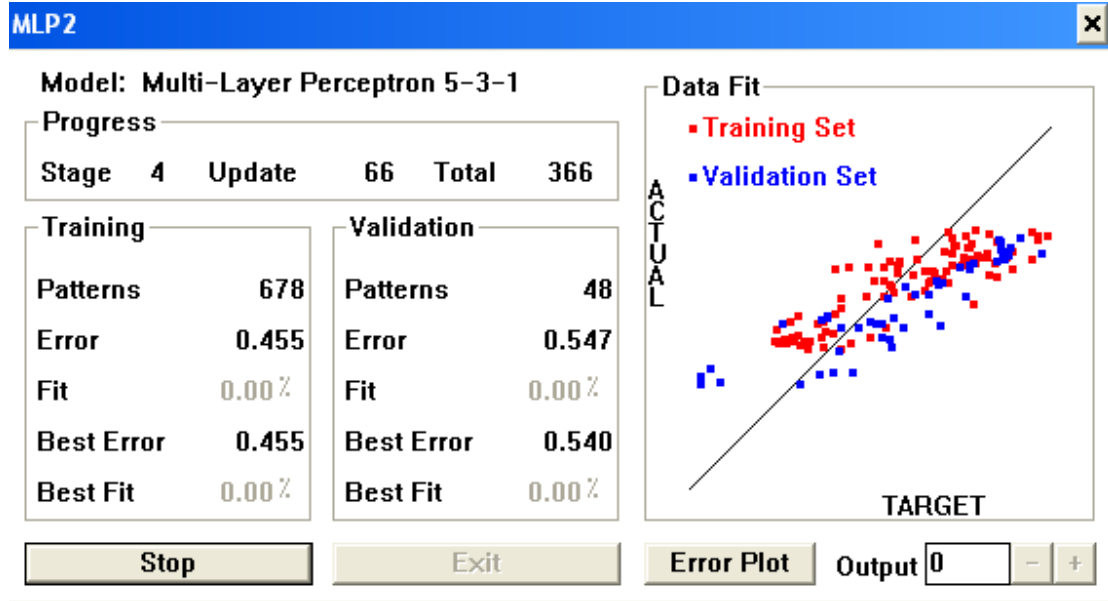 MLP2
Model: Multi-Layer Perceptron 5-3-1
Progress
Stage 4 Update 66 Total 366
Training
Patterns 678
Error 0.455
Fit 0.00%
Best Error 0.455
Best Fit 0.00%
Validation
Patterns 48
Error 0.547
Fit 0.00%
Best Error 0.540
Best Fit 0.00%
Data Fit
Training Set
Validation Set
ACTUAL
TARGET
Stop
Exit
Error Plot
Output 0 - +